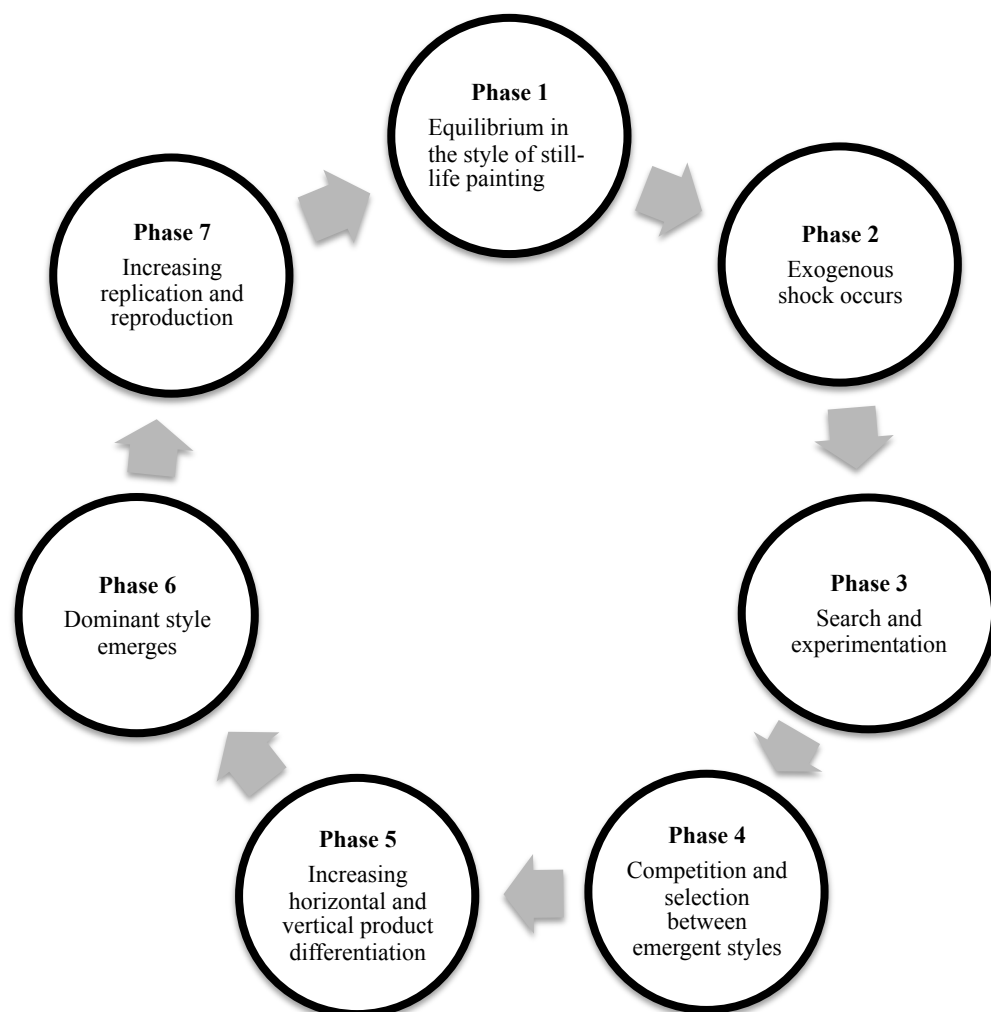 Phase 1
Equilibrium in
the style of still-
life painting
Phase 2
Exogenous
shock occurs
Phase 3
Search and
experimentation
Phase 4
Competition and
selection
between
emergent styles
Phase 5
Increasing
horizontal and
vertical product
differentiation
Phase 6
Dominant style
emerges
Phase 7
Increasing
replication and
reproduction